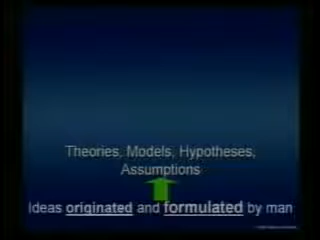 Theories, Models, Hypotheses,
Assumptions
Ideas originated and formulated by man